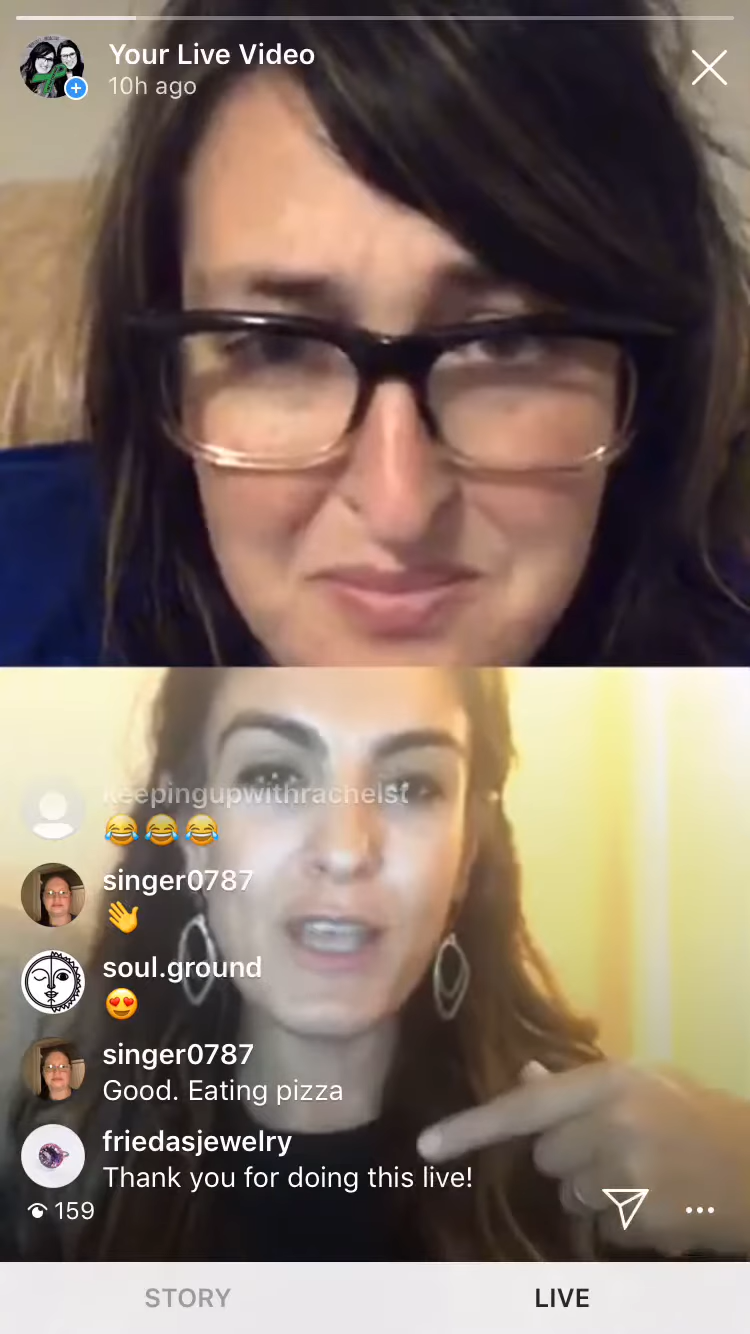 Your Live Video
10h ago
keepingupwithrachelst
😂😂😂
singer0787
👋
soul.ground
😍
singer0787
Good. Eating pizza
friedasjewelry
Thank you for doing this live!
159
STORY
LIVE